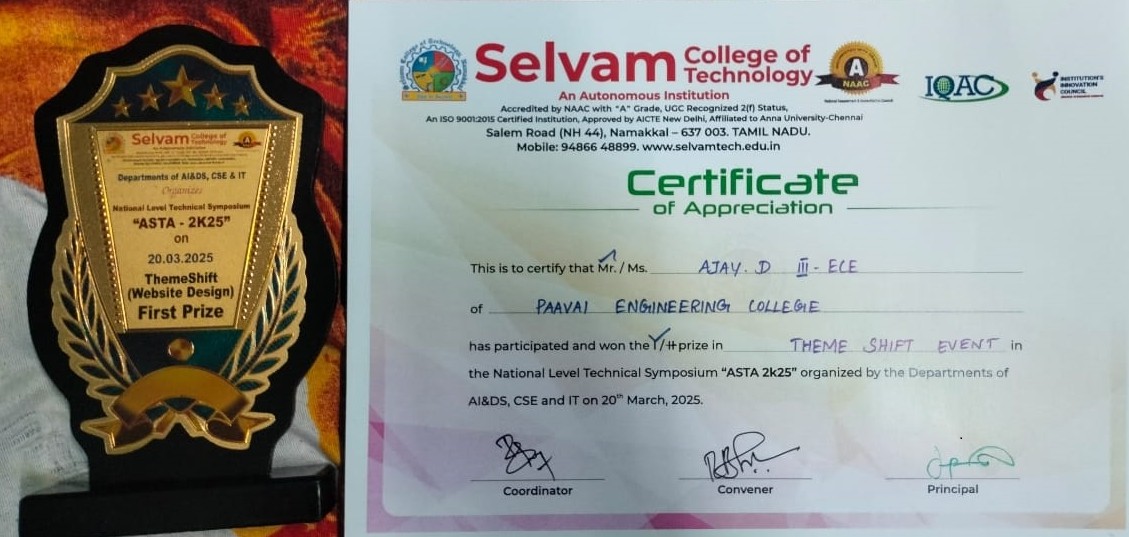 Selvam College of
Technology
Departments of AI&DS, CSE & IT
Organizes
National Level Technical Symposium
"ASTA - 2K25"
on
20.03.2025
ThemeShift
(Website Design)
First Prize
Selvam College of
Technology
An Autonomous Institution
Accredited by NAAC with "A" Grade, UGC Recognized 2(f) Status,
An ISO 9001:2015 Certified Institution, Approved by AICTE New Delhi, Affiliated to Anna University-Chennai
Salem Road (NH 44), Namakkal – 637 003. TAMIL NADU.
Mobile: 94866 48899. www.selvamtech.edu.in
A
NAAC
IQAC
INSTITUTION'S
INNOVATION
COUNCIL
Certificate
of Appreciation
This is to certify that Mr. / Ms. AJAY. D III - ECE
of PAAVAI ENGINEERING COLLEGE
has participated and won the I/II prize in THEME SHIFT EVENT in
the National Level Technical Symposium "ASTA 2k25" organized by the Departments of
AI&DS, CSE and IT on 20th March, 2025.
Coordinator
Convener
Principal